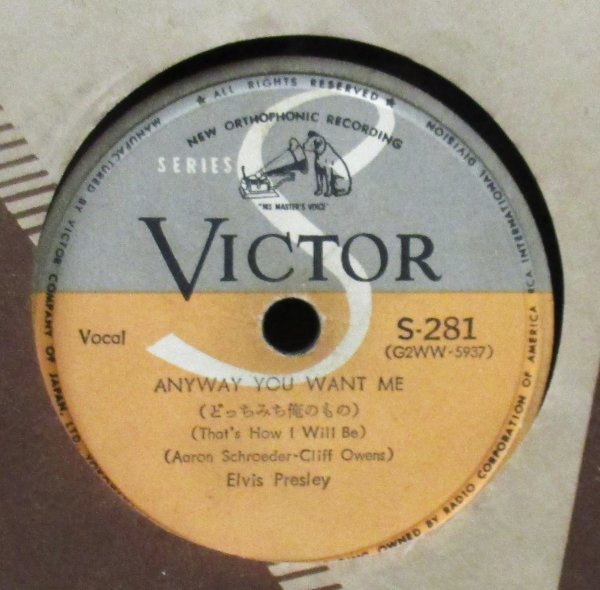 ★ ALL RIGHTS RESERVED ★
NEW ORTHOPHONIC RECORDING
SERIES S
"HIS MASTER'S VOICE"
VICTOR
Vocal
S-281
(G2WW-5937)
ANYWAY YOU WANT ME
(どっちみち俺のもの)
(That's How I Will Be)
(Aaron Schroeder-Cliff Owens)
Elvis Presley
MANUFACTURED BY VICTOR COMPANY OF JAPAN, LTD.
OWNED BY RADIO CORPORATION OF AMERICA RCA INTERNATIONAL DIVISION